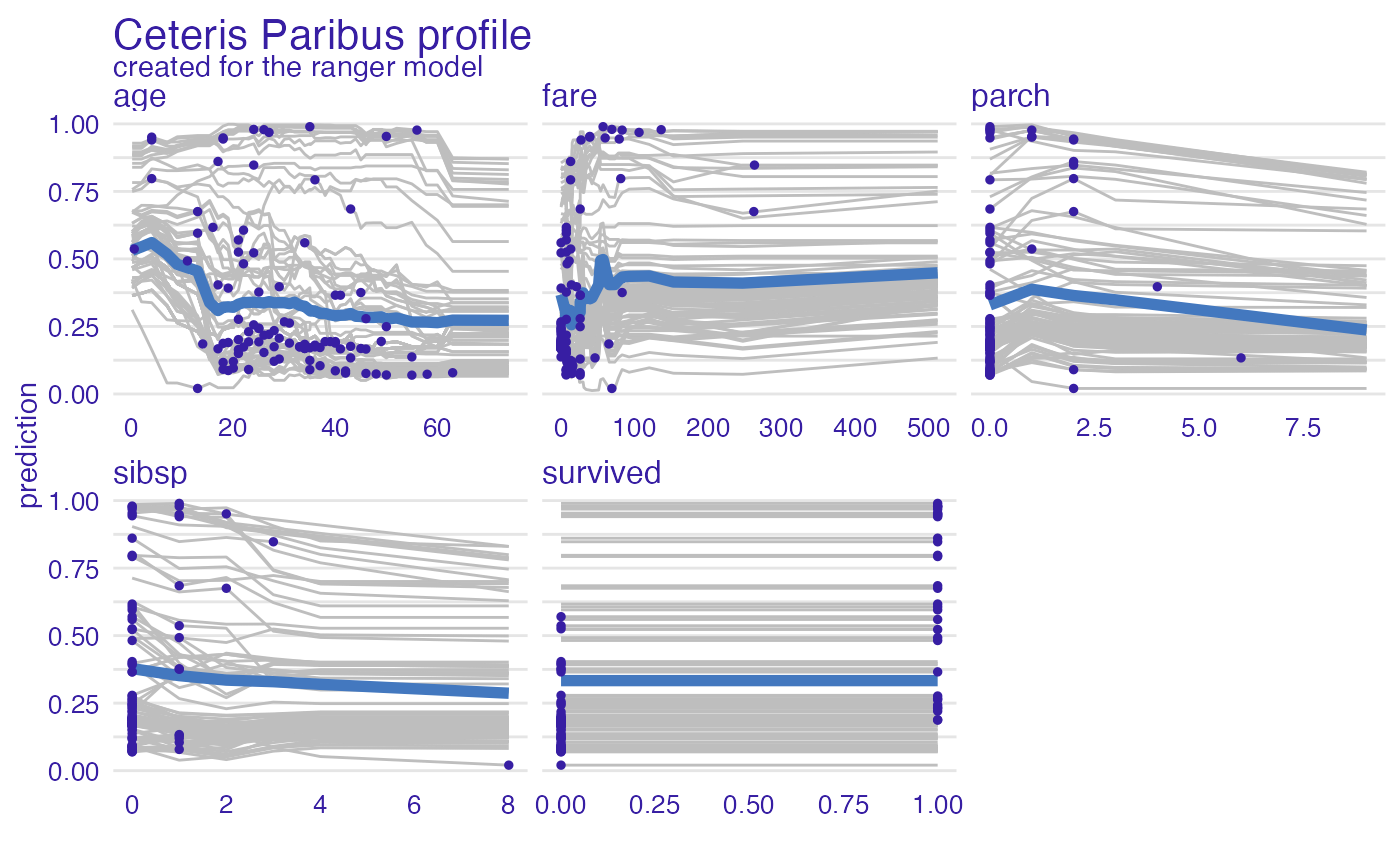 Ceteris Paribus profile
created for the ranger model
age
fare
parch
1.00
0.75
0.50
0.25
0.00
0 20 40 60
0 100 200 300 400 500
0.0 2.5 5.0 7.5
prediction
sibsp
survived
1.00
0.75
0.50
0.25
0.00
0 2 4 6 8
0.00 0.25 0.50 0.75 1.00